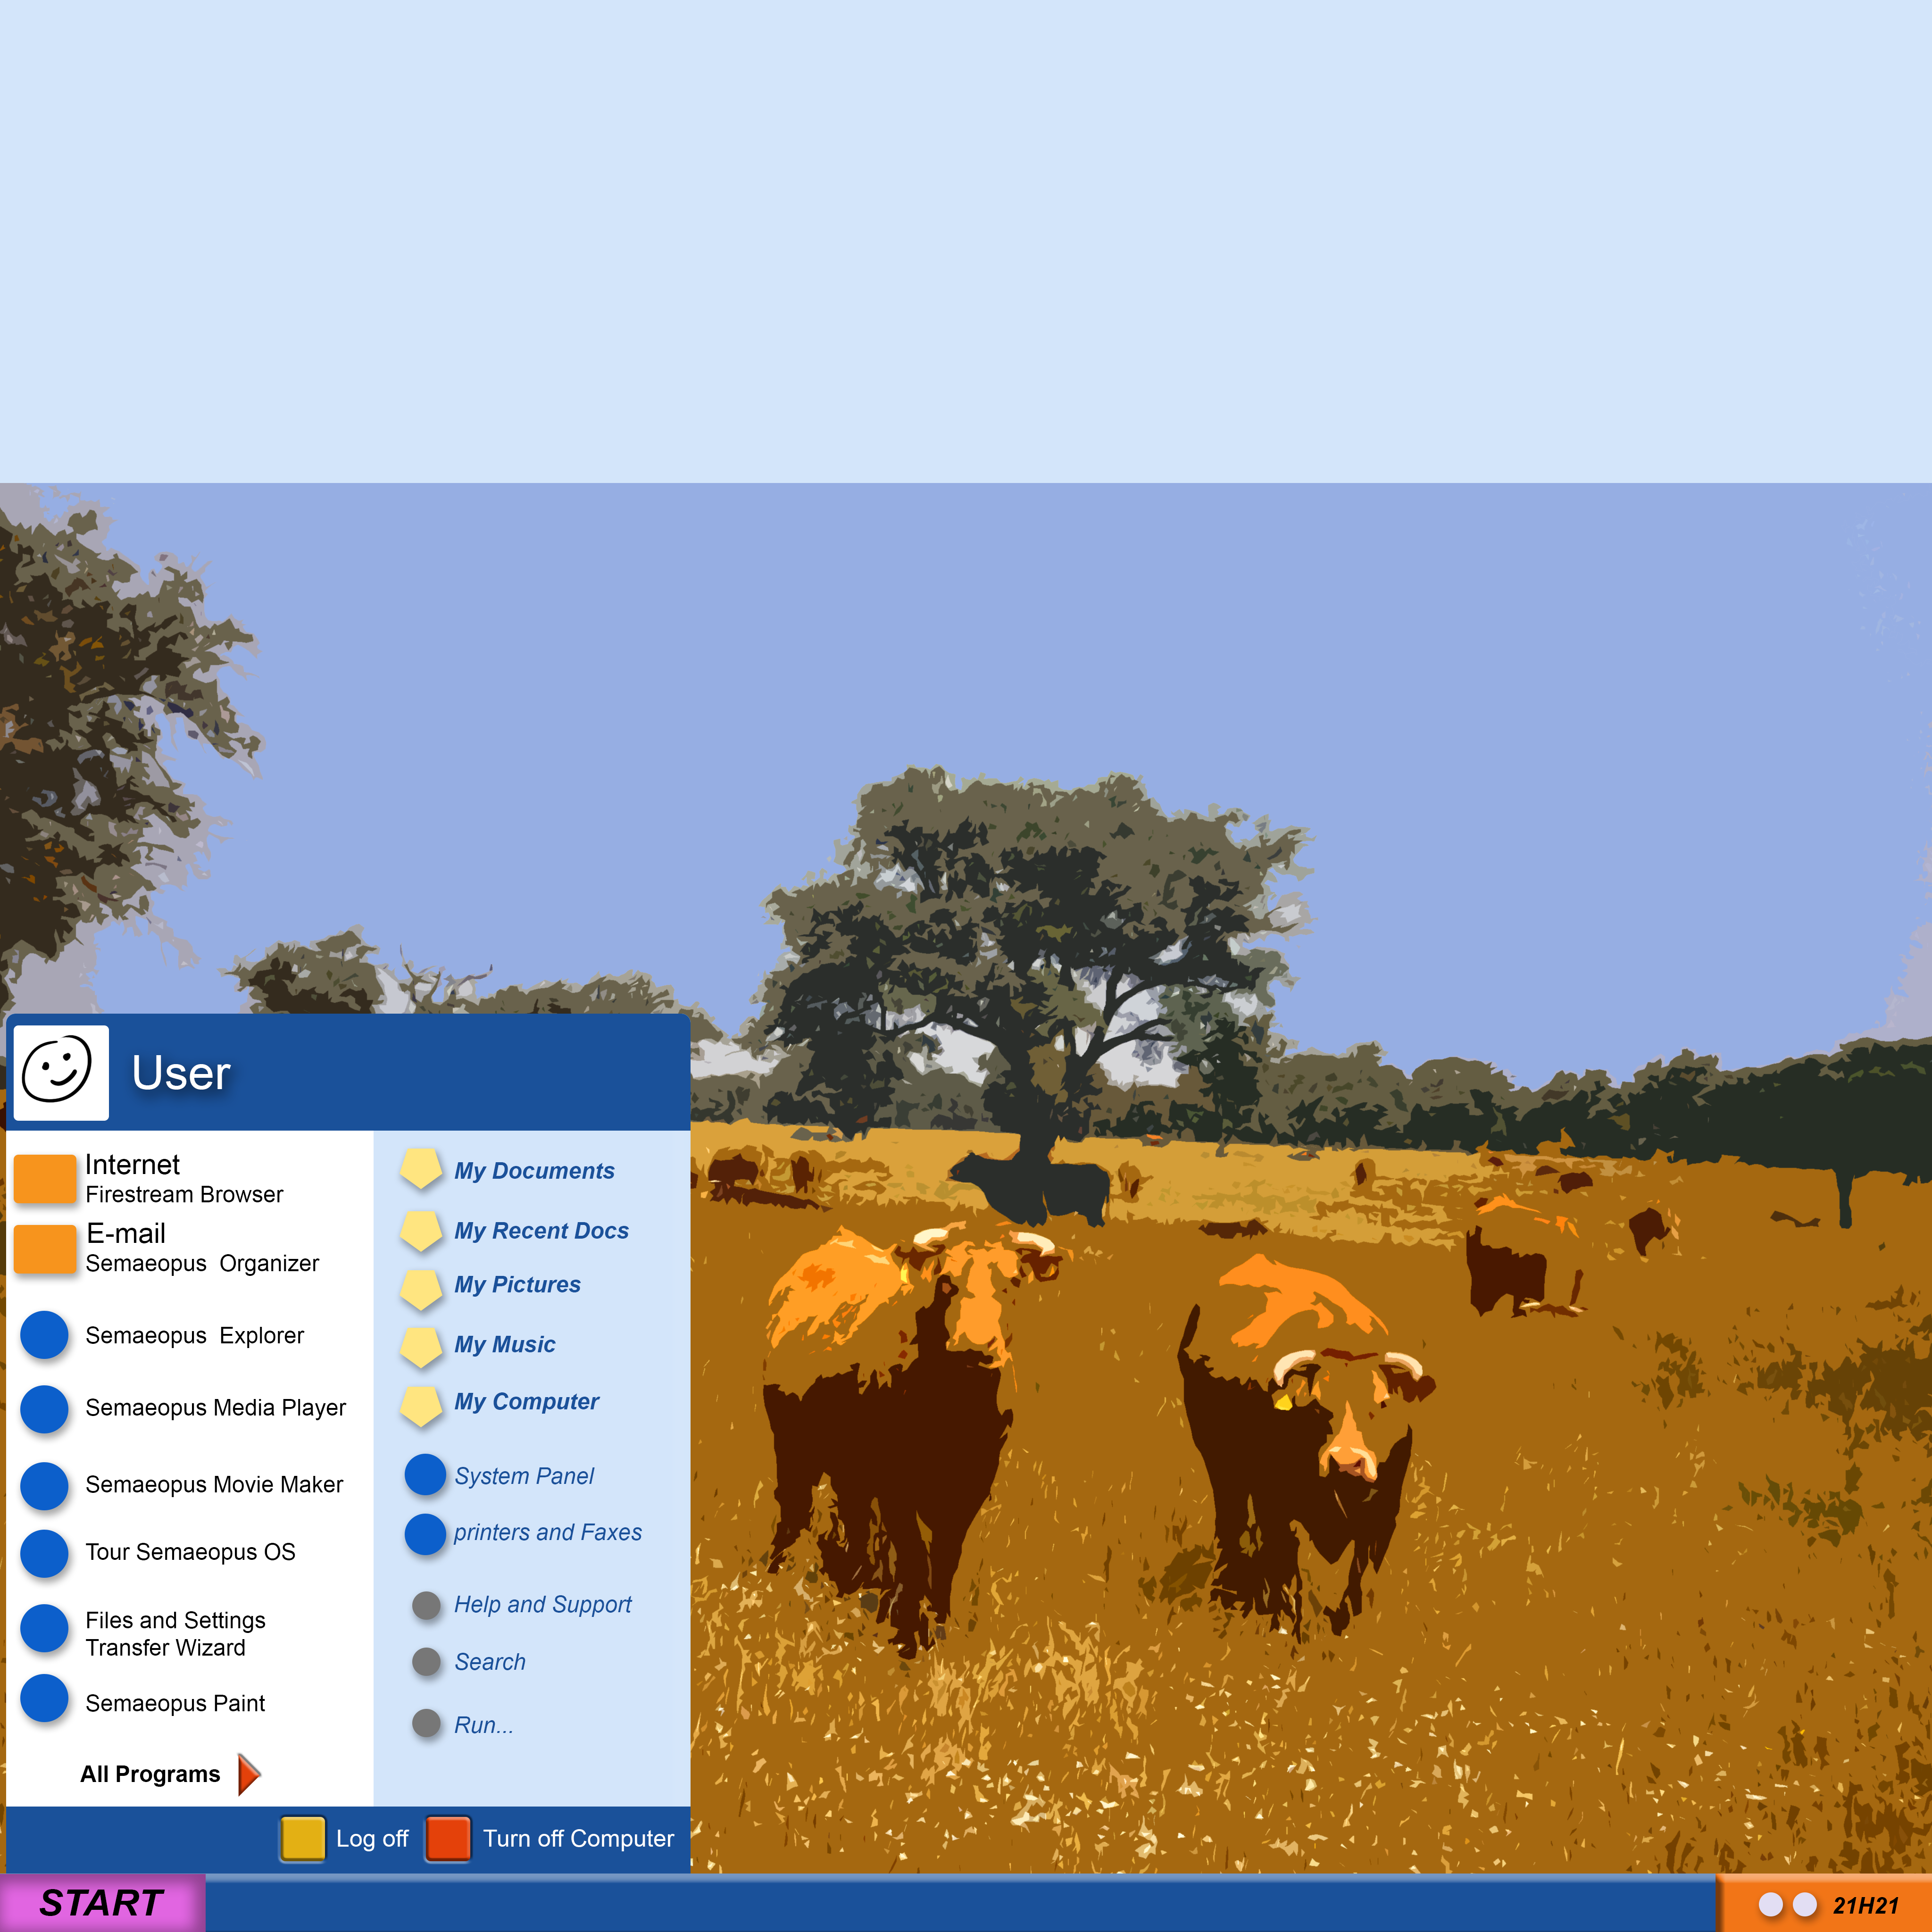 User
Internet
Firestream Browser
E-mail
Semaeopus Organizer
Semaeopus Explorer
Semaeopus Media Player
Semaeopus Movie Maker
Tour Semaeopus OS
Files and Settings
Transfer Wizard
Semaeopus Paint
All Programs
My Documents
My Recent Docs
My Pictures
My Music
My Computer
System Panel
printers and Faxes
Help and Support
Search
Run...
Log off
Turn off Computer
START
21H21